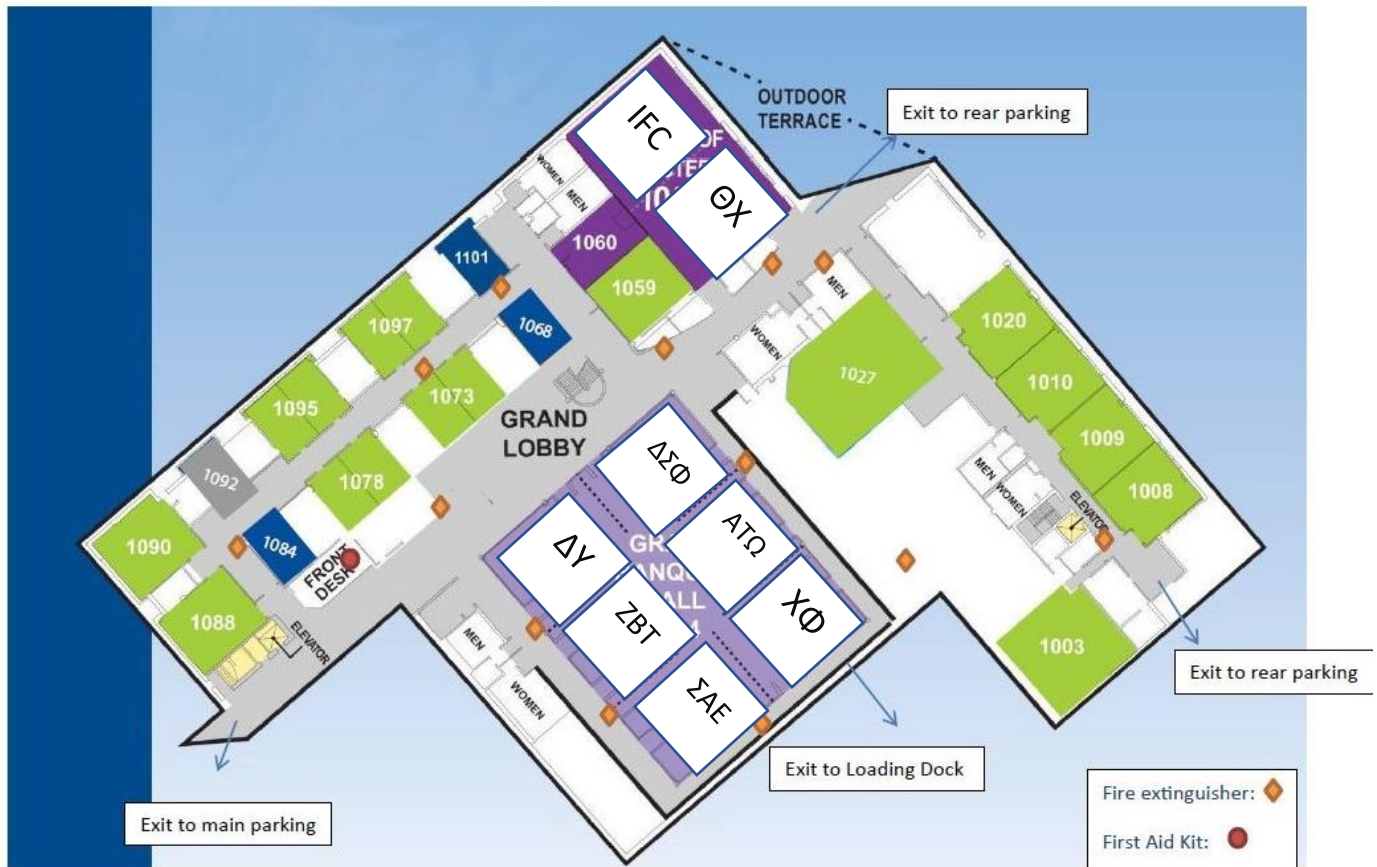 OUTDOOR
TERRACE
Exit to rear parking
IFC
OF
ΘΧ
WOMEN
MEN
1060
1059
1101
1068
1097
1073
1095
1078
1092
1084
1090
1088
FRONT
DESK
ELEVATOR
GRAND
LOBBY
MEN
WOMEN
1027
1020
1010
1009
1008
MEN
WOMEN
ELEVATOR
1003
ΔΣΦ
ΑΤΩ
ΧΦ
ΔΥ
ΖΒΤ
ΣΑΕ
MEN
WOMEN
Exit to rear parking
Exit to Loading Dock
Exit to main parking
Fire extinguisher:
First Aid Kit: